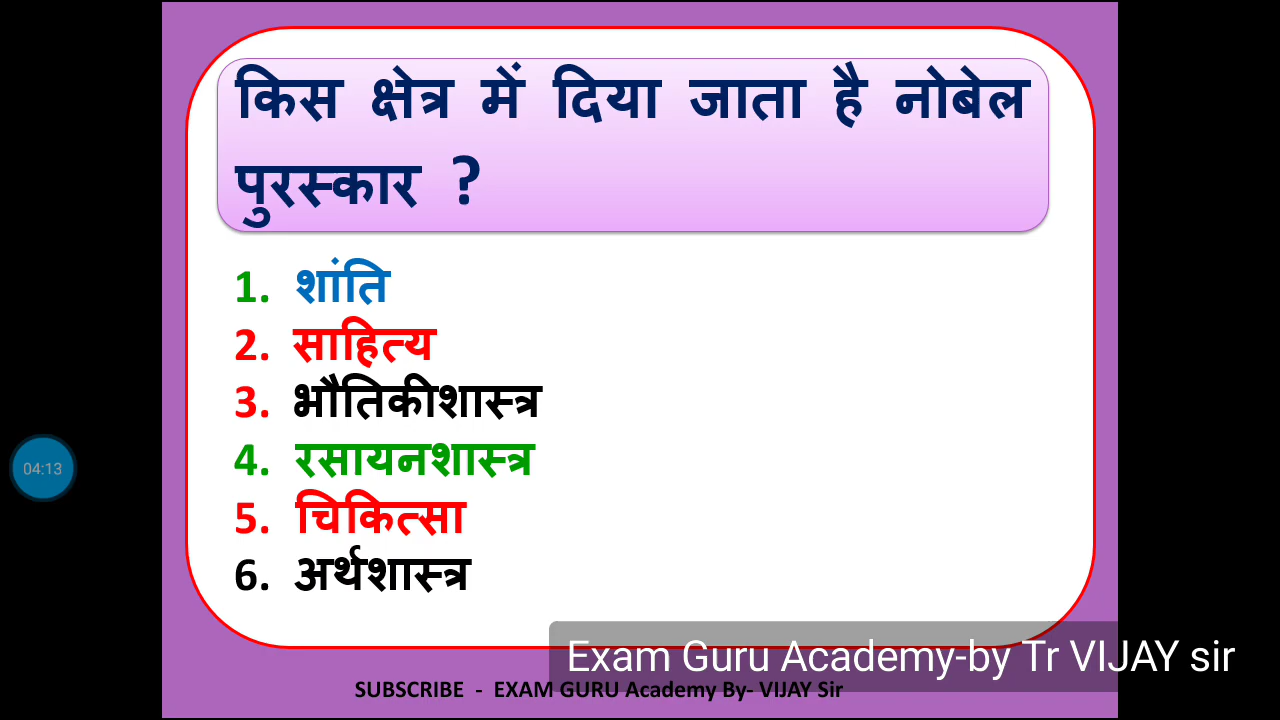 किस क्षेत्र में दिया जाता है नोबेल
पुरस्कार ?
1. शांति
2. साहित्य
3. भौतिकीशास्त्र
4. रसायनशास्त्र
5. चिकित्सा
6. अर्थशास्त्र
04:13
Exam Guru Academy-by Tr VIJAY sir
SUBSCRIBE - EXAM GURU Academy By- VIJAY Sir